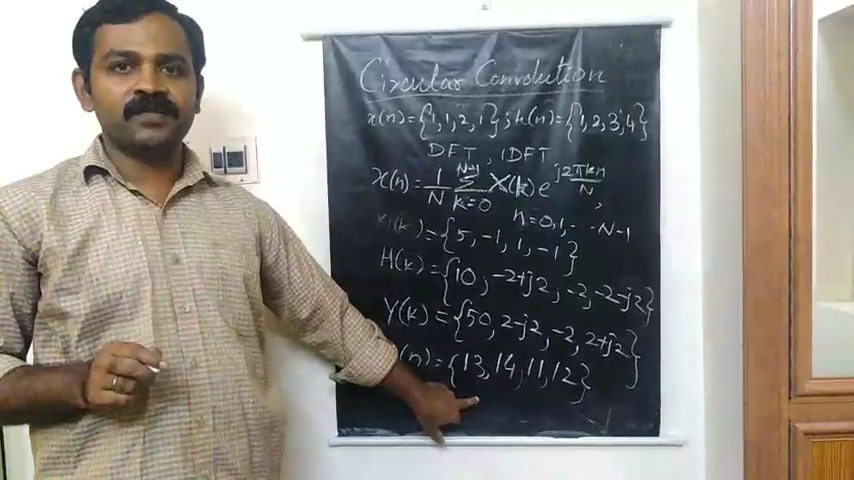 Circular Convolution
x(n)={1,1,2,1}; h(n)={1,2,3,4}
DFT, IDFT
x(n)=1/N N-1 Σ k=0 X(k) e^j2πkn/N,
n=0,1,...N-1
X(k)={5,-1,1,-1}
H(k)={10,-2+j2,-2,-2-j2}
Y(k)={50,2-j2,-2,2+j2}
(n)={13,14,11,12}